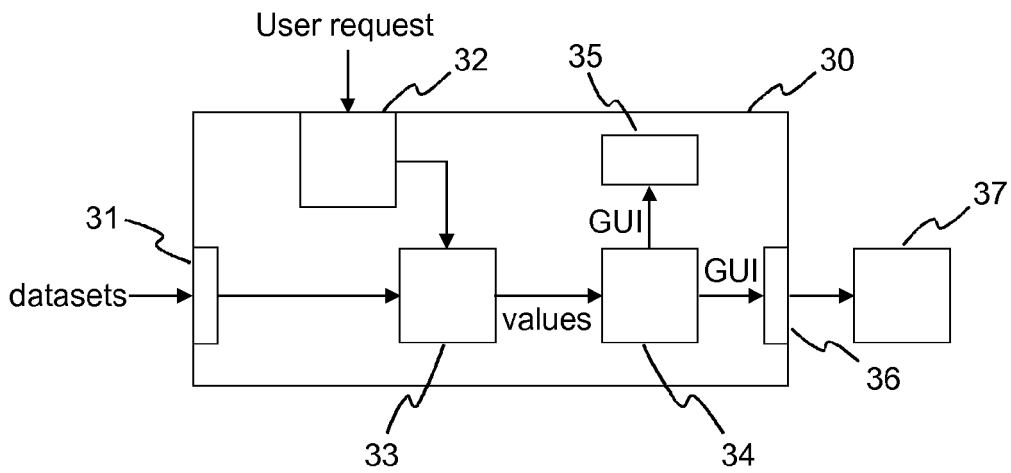 User request
32
35
30
31
37
GUI
GUI
datasets
values
36
33
34